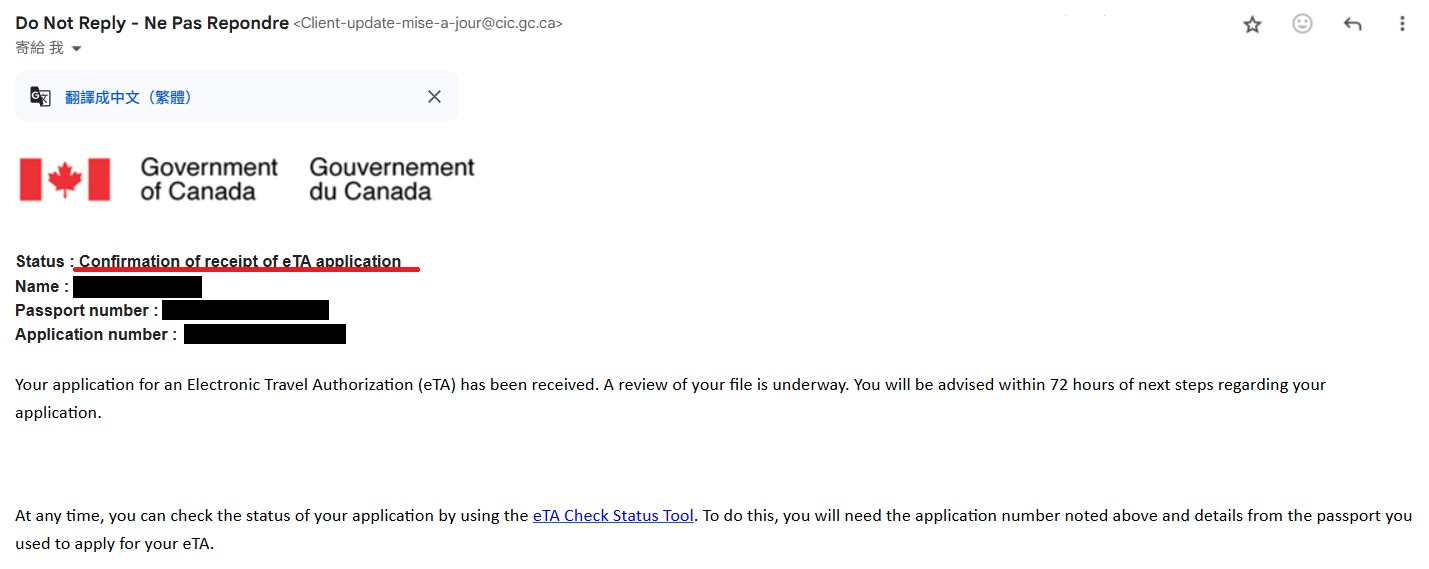 Do Not Reply - Ne Pas Repondre <Client-update-mise-a-jour@cic.gc.ca>
寄給 我
翻譯成中文（繁體）
Government Gouvernement
of Canada du Canada
Status : Confirmation of receipt of eTA application
Name :
Passport number :
Application number :
Your application for an Electronic Travel Authorization (eTA) has been received. A review of your file is underway. You will be advised within 72 hours of next steps regarding your
application.
At any time, you can check the status of your application by using the eTA Check Status Tool. To do this, you will need the application number noted above and details from the passport you
used to apply for your eTA.